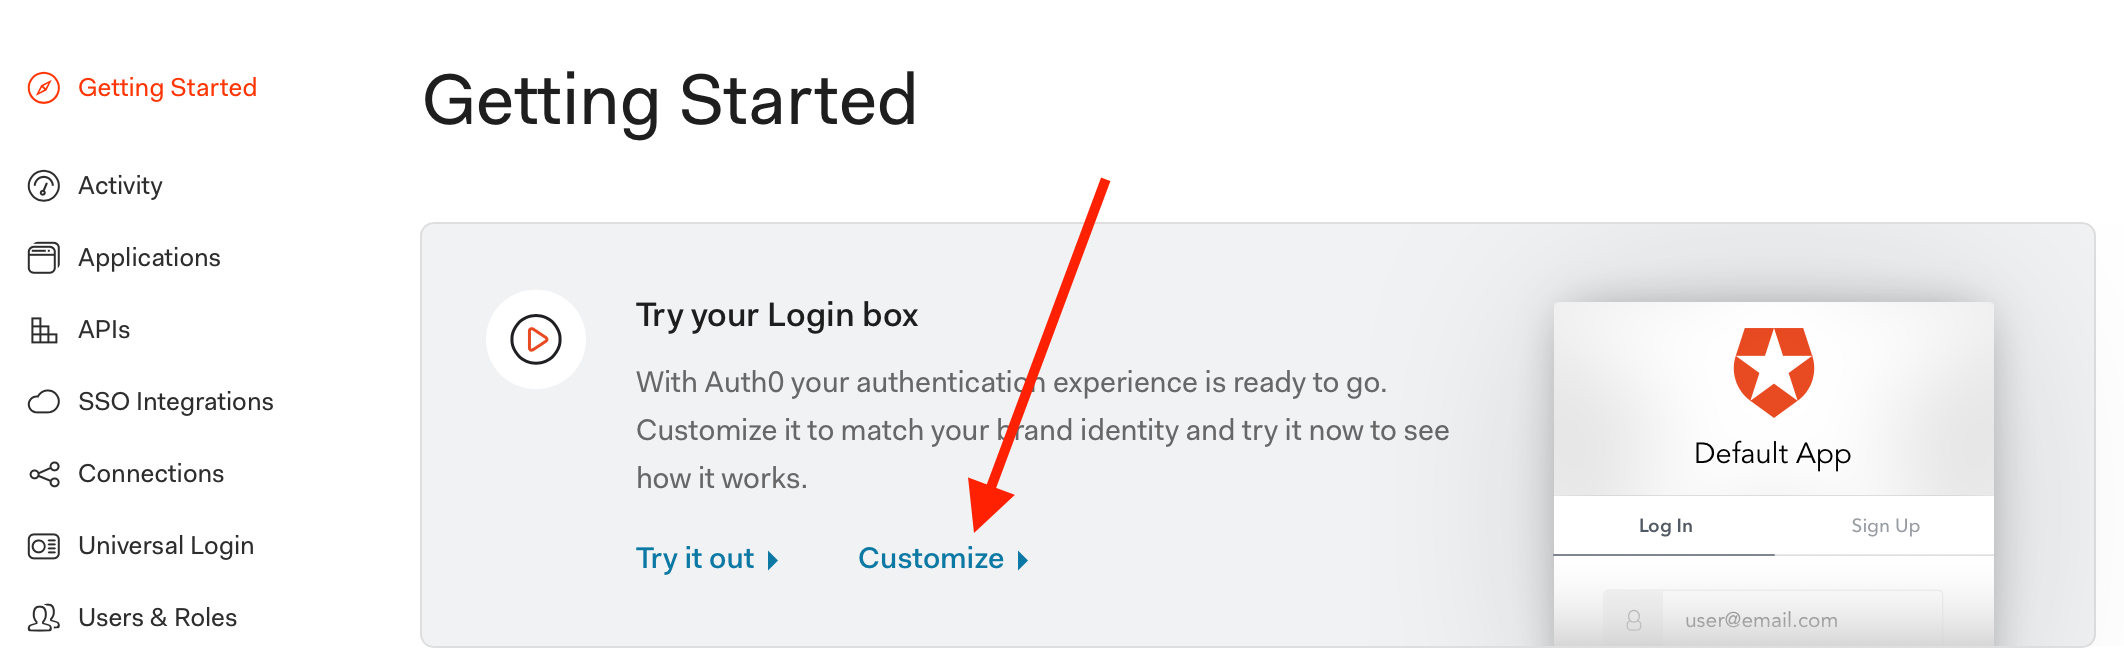 Getting Started
Activity
Applications
APIs
SSO Integrations
Connections
Universal Login
Users & Roles
Getting Started
Try your Login box
With Auth0 your authentication experience is ready to go.
Customize it to match your brand identity and try it now to see
how it works.
Try it out
Customize
Default App
Log In
Sign Up
user@email.com